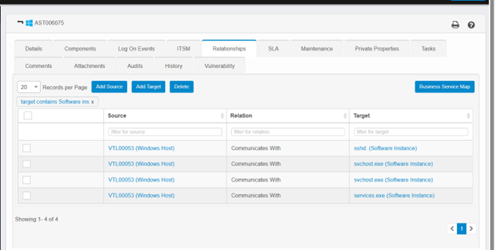 AST006075
Details Components Log On Events ITSM Relationships SLA Maintenance Private Properties Tasks
Comments Attachments Audits History Vulnerability
20 Records per Page Add Source Add Target Delete Business Service Map
target contains Software ins x
Source Relation Target
filter for source filter for relation filter for target
VTL00053 (Windows Host) Communicates With sshd (Software Instance)
VTL00053 (Windows Host) Communicates With svchost.exe (Software Instance)
VTL00053 (Windows Host) Communicates With svchost.exe (Software Instance)
VTL00053 (Windows Host) Communicates With services.exe (Software Instance)
Showing 1- 4 of 4
< 1 >